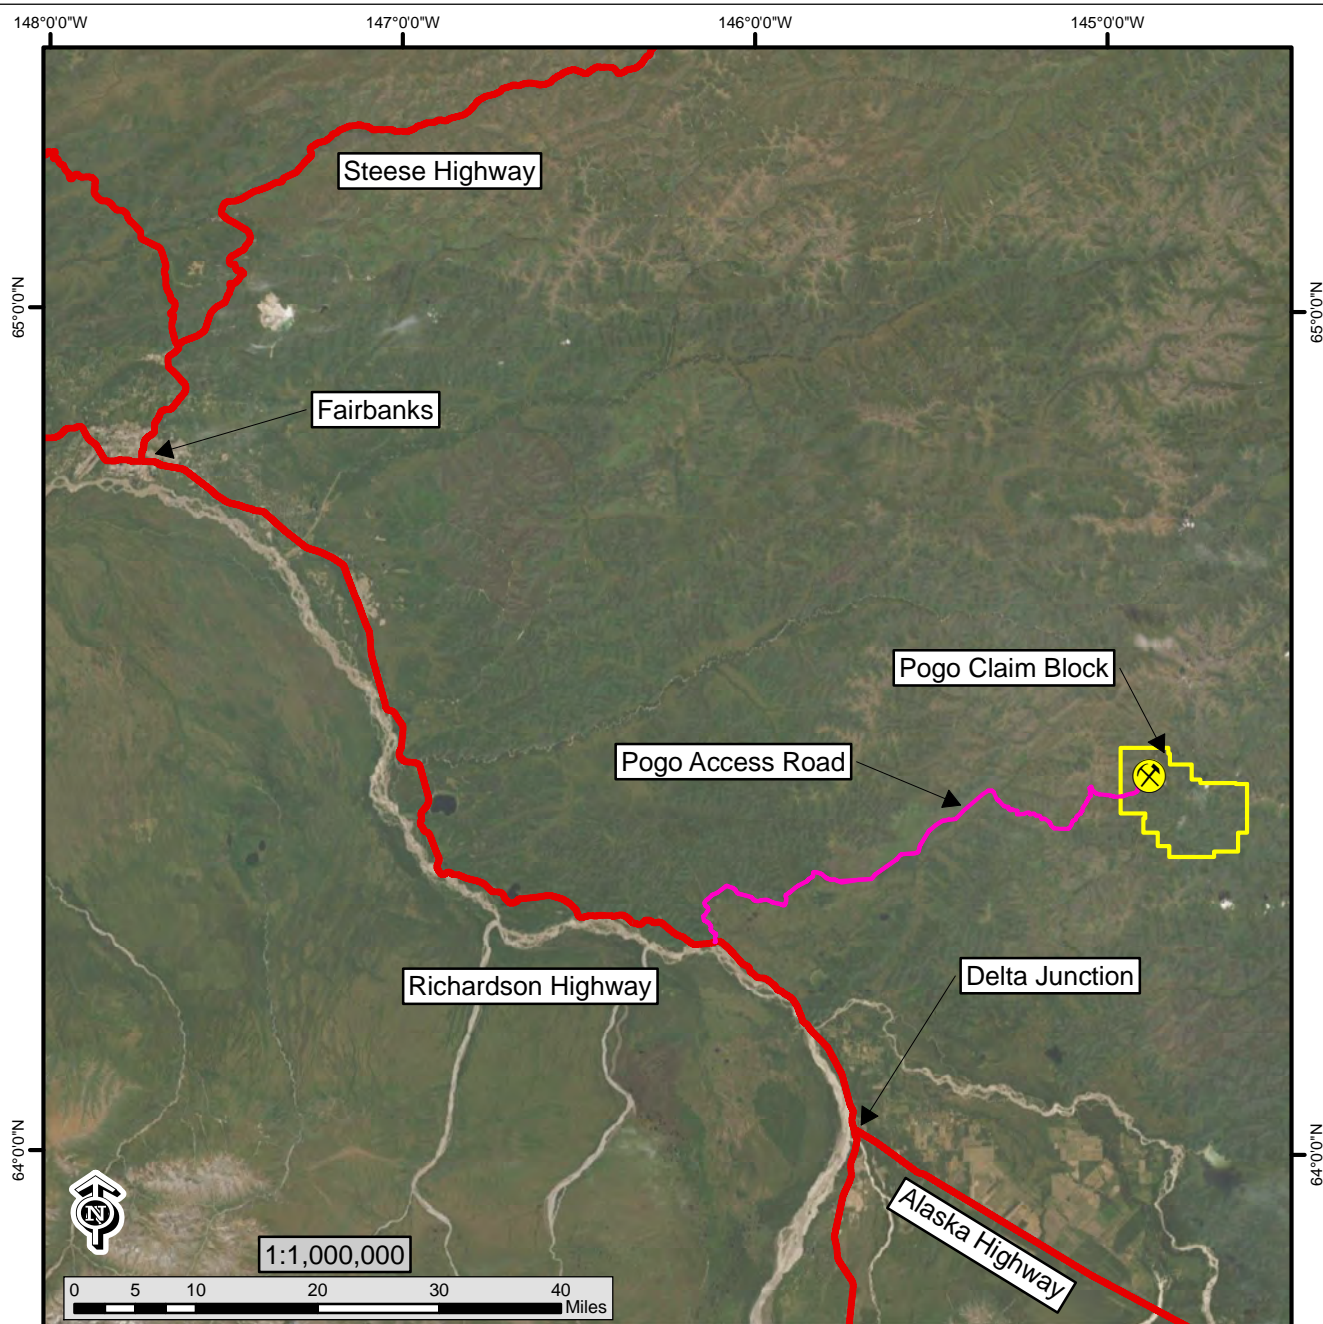 148°0'0"W
147°0'0"W
146°0'0"W
145°0'0"W
Steese Highway
65°0'0"N
65°0'0"N
Fairbanks
Pogo Claim Block
Pogo Access Road
Richardson Highway
Delta Junction
64°0'0"N
64°0'0"N
Alaska Highway
N
1:1,000,000
0 5 10 20 30 40
Miles